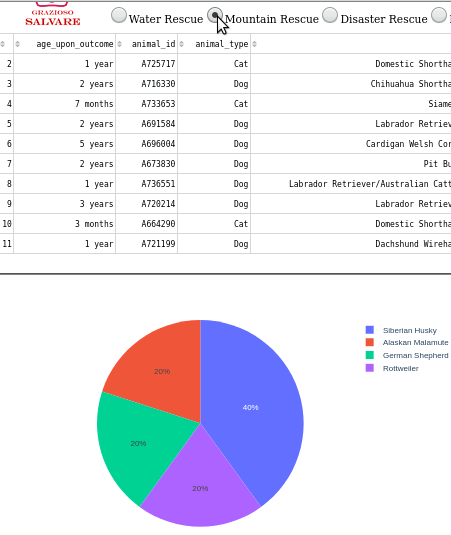 GRAZIOSO
SALVARE
Water Rescue Mountain Rescue Disaster Rescue
age_upon_outcome animal_id animal_type
2 1 year A725717 Cat Domestic Shortha
3 2 years A716330 Dog Chihuahua Shortha
4 7 months A733653 Cat Siame
5 2 years A691584 Dog Labrador Retriev
6 5 years A696004 Dog Cardigan Welsh Cor
7 2 years A673830 Dog Pit Bu
8 1 year A736551 Dog Labrador Retriever/Australian Catt
9 3 years A720214 Dog Labrador Retriev
10 3 months A664290 Cat Domestic Shortha
11 1 year A721199 Dog Dachshund Wireha
Siberian Husky
Alaskan Malamute
German Shepherd
Rottweiler
20%
40%
20%
20%